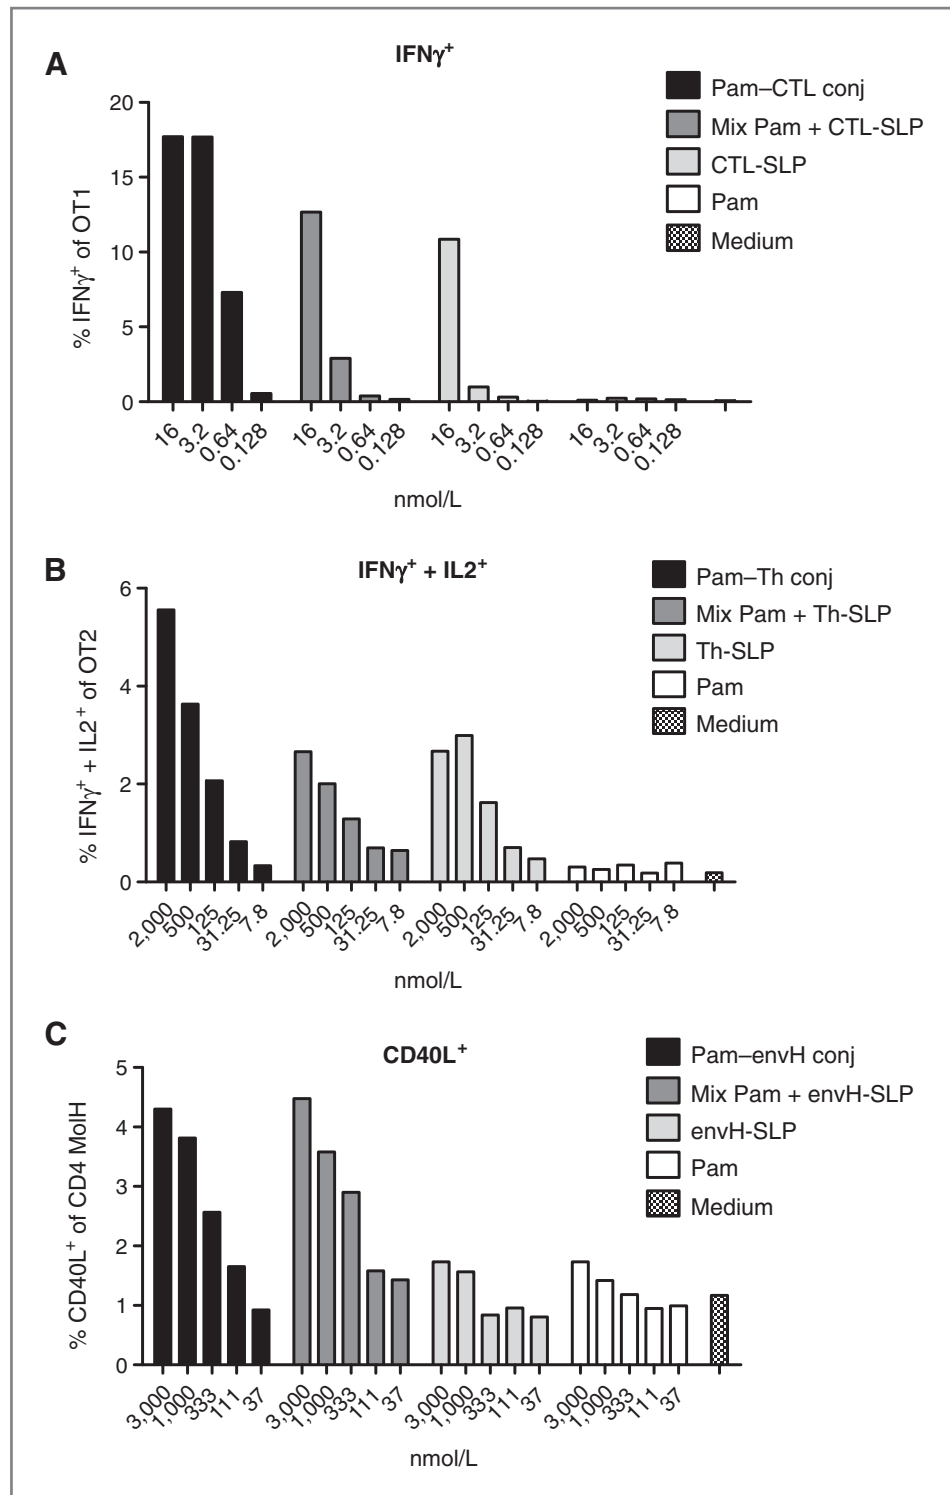 A
IFNγ+
% IFNγ+ of OT1
20
15
10
5
0
16 3.2 0.64 0.128 16 3.2 0.64 0.128 16 3.2 0.64 0.128 16 3.2 0.64 0.128
nmol/L
Pam–CTL conj
Mix Pam + CTL-SLP
CTL-SLP
Pam
Medium
B
IFNγ+ + IL2+
% IFNγ+ + IL2+ of OT2
6
4
2
0
2,000 500 125 31.25 7.8 2,000 500 125 31.25 7.8 2,000 500 125 31.25 7.8 2,000 500 125 31.25 7.8
nmol/L
Pam–Th conj
Mix Pam + Th-SLP
Th-SLP
Pam
Medium
C
CD40L+
% CD40L+ of CD4 MolH
5
4
3
2
1
0
3,000 1,000 333 111 37 3,000 1,000 333 111 37 3,000 1,000 333 111 37 3,000 1,000 333 111 37
nmol/L
Pam–envH conj
Mix Pam + envH-SLP
envH-SLP
Pam
Medium